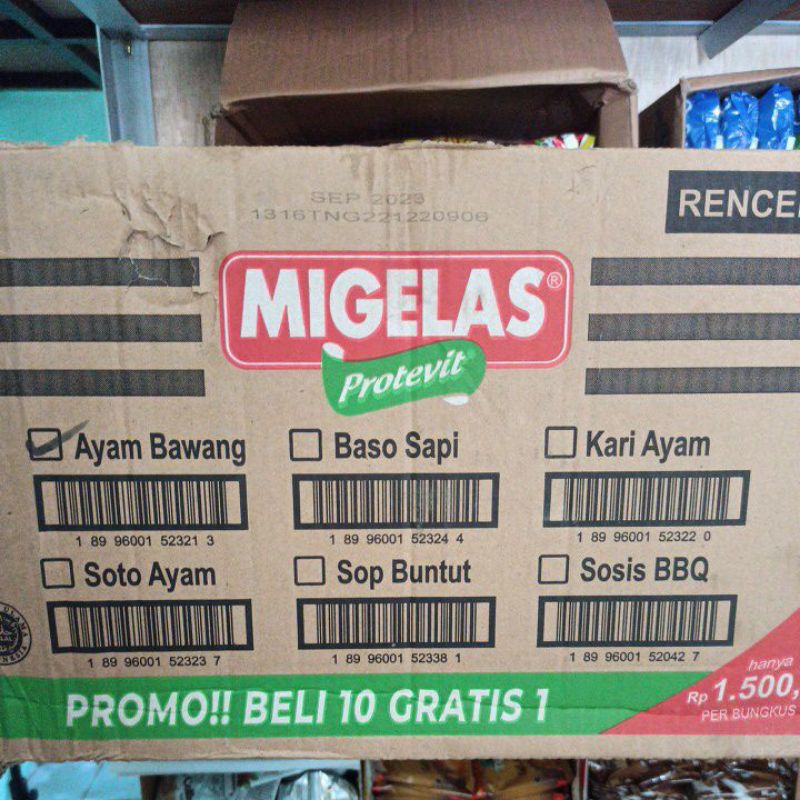 SEP 2023
1316TNG221220906
RENCE
MIGELAS®
Protevit
Ayam Bawang
Baso Sapi
Kari Ayam
1 89 96001 52321 3
1 89 96001 52324 4
1 89 96001 52322 0
Soto Ayam
Sop Buntut
Sosis BBQ
1 89 96001 52323 7
1 89 96001 52338 1
1 89 96001 52042 7
PROMO!! BELI 10 GRATIS 1
hanya
Rp 1.500,
PER BUNGKUS